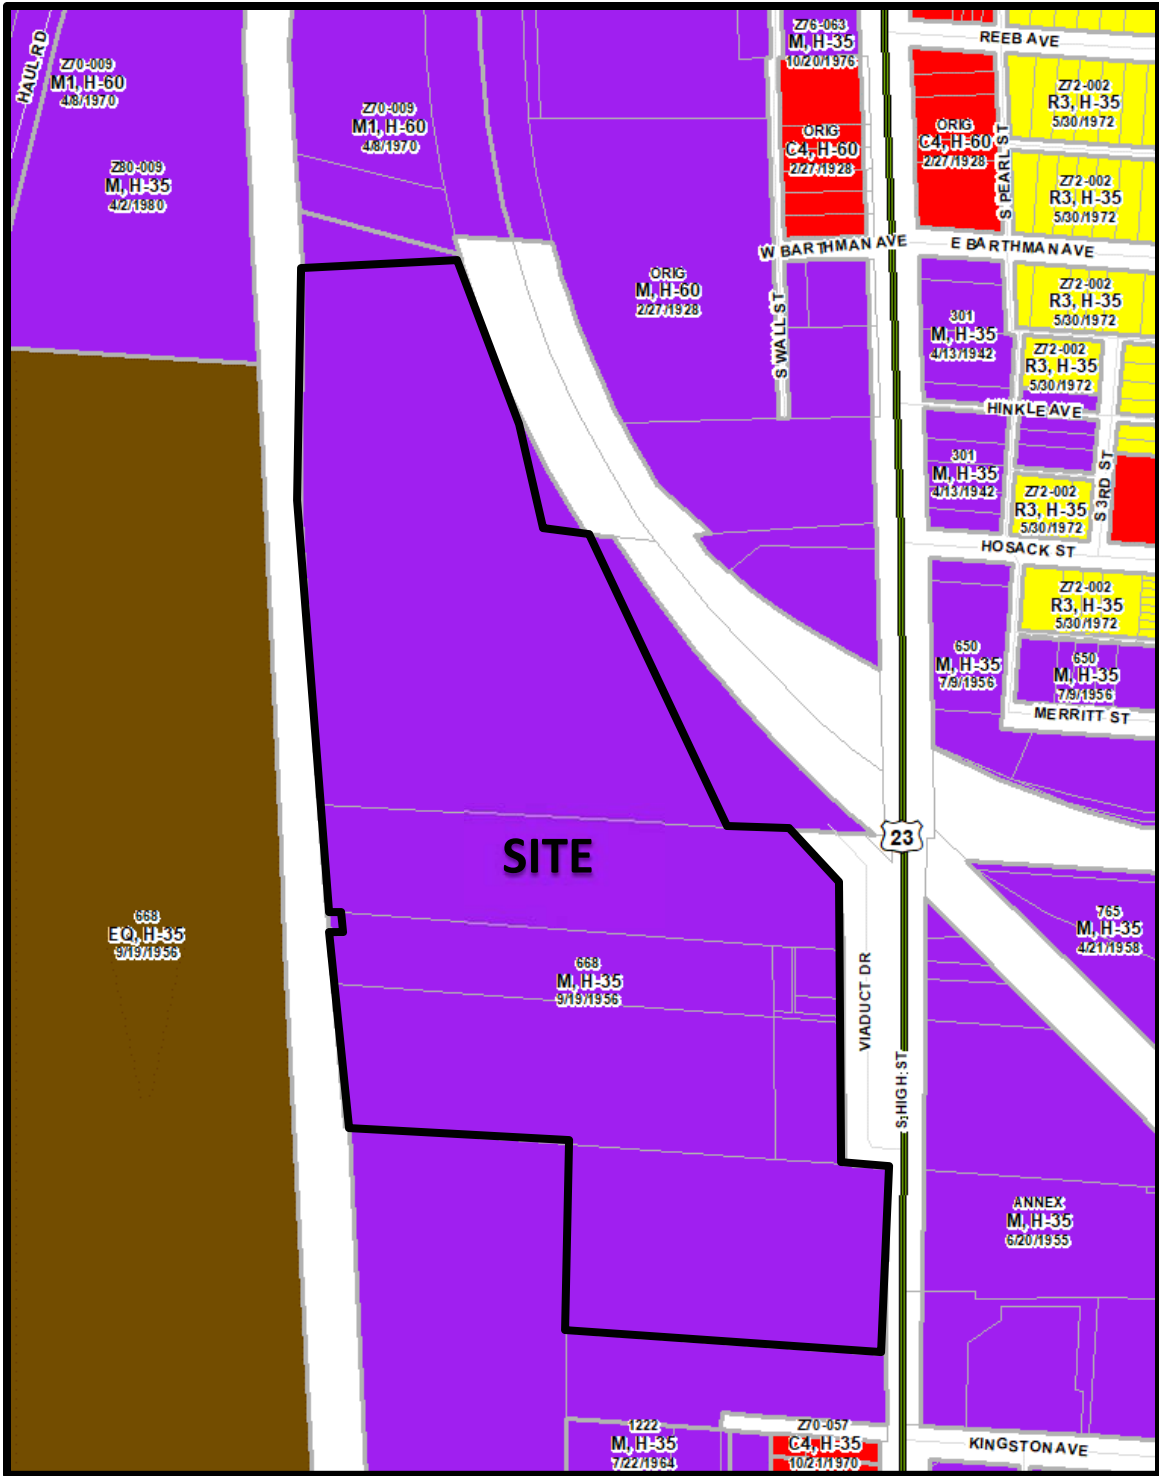 HAUL RD
Z70-009
M1, H-60
4/8/1970
Z80-009
M, H-35
4/2/1980
Z70-009
M1, H-60
4/8/1970
Z76-063
M, H-35
10/20/1976
ORIG
C4, H-60
2/27/1928
ORIG
C4, H-60
2/27/1928
REEB AVE
Z72-002
R3, H-35
5/30/1972
S PEARL ST
Z72-002
R3, H-35
5/30/1972
W BARTHMAN AVE
E BARTHMAN AVE
ORIG
M, H-60
2/27/1928
S WALL ST
301
M, H-35
4/13/1942
Z72-002
R3, H-35
5/30/1972
Z72-002
R3, H-35
5/30/1972
HINKLE AVE
301
M, H-35
4/13/1942
Z72-002
R3, H-35
5/30/1972
S 3RD ST
HOSACK ST
Z72-002
R3, H-35
5/30/1972
650
M, H-35
7/9/1956
650
M, H-35
7/9/1956
MERRITT ST
23
SITE
668
EQ, H-35
9/19/1956
668
M, H-35
9/19/1956
765
M, H-35
4/21/1958
VIADUCT DR
S HIGH ST
ANNEX
M, H-35
6/20/1955
1222
M, H-35
7/22/1964
Z70-057
C4, H-35
10/21/1970
KINGSTON AVE